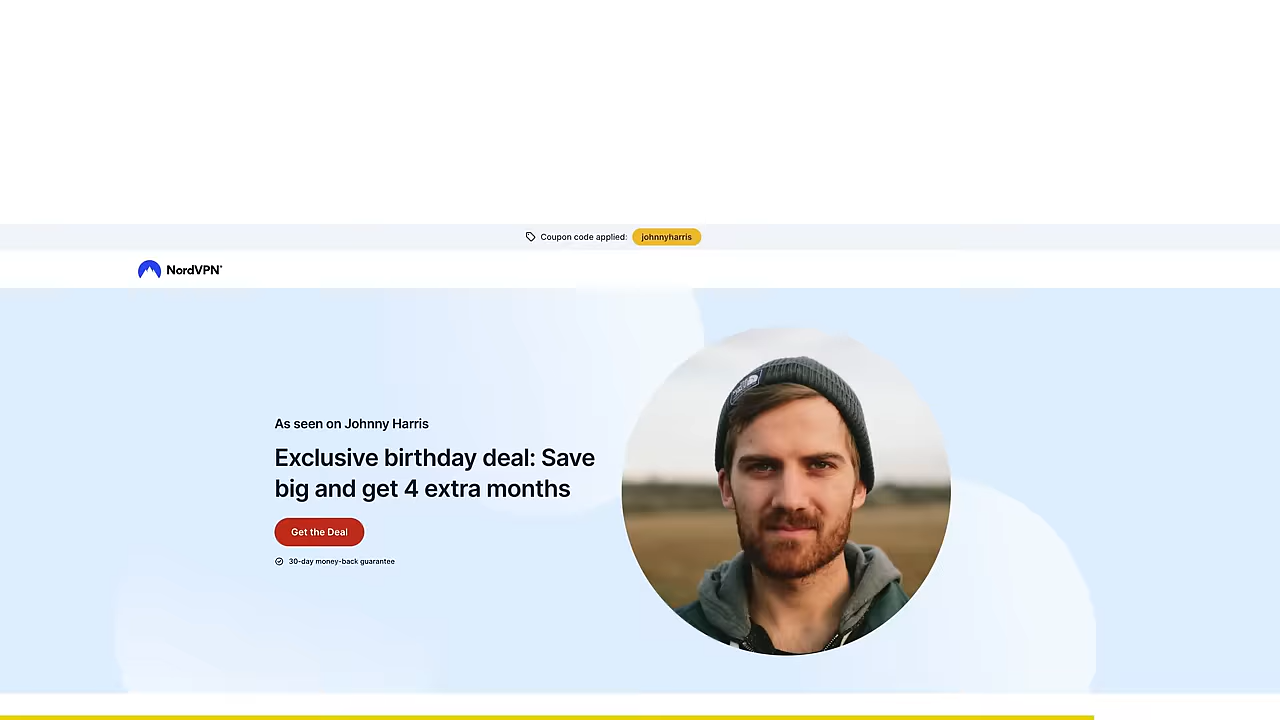 Coupon code applied: johnnyharris
NordVPN®
As seen on Johnny Harris
Exclusive birthday deal: Save
big and get 4 extra months
Get the Deal
30-day money-back guarantee